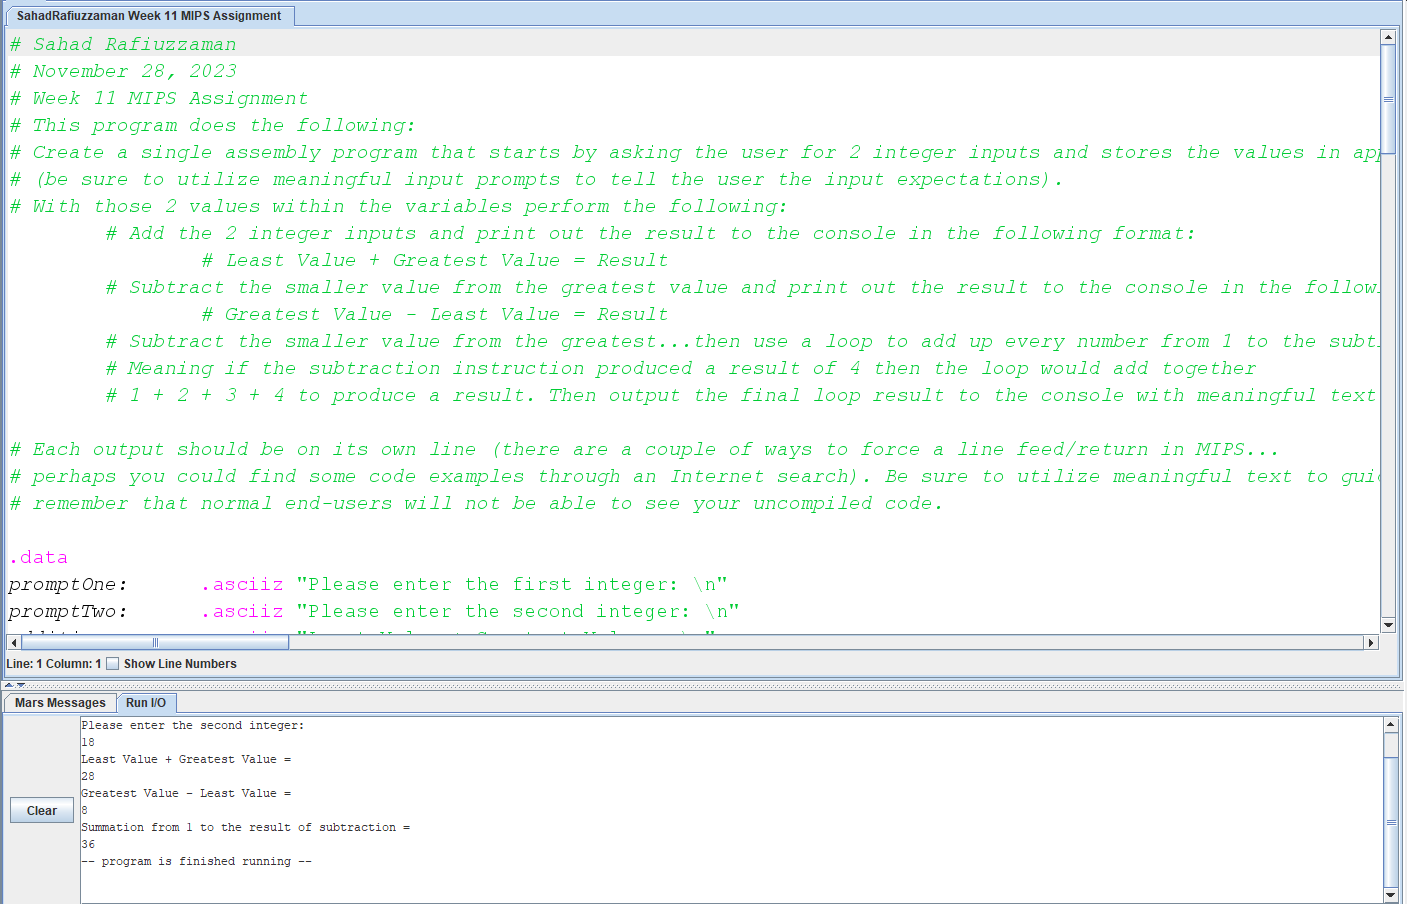 SahadRafiuzzaman Week 11 MIPS Assignment
# Sahad Rafiuzzaman
# November 28, 2023
# Week 11 MIPS Assignment
# This program does the following:
# Create a single assembly program that starts by asking the user for 2 integer inputs and stores the values in
# (be sure to utilize meaningful input prompts to tell the user the input expectations).
# With those 2 values within the variables perform the following:
# Add the 2 integer inputs and print out the result to the console in the following format:
# Least Value + Greatest Value = Result
# Subtract the smaller value from the greatest value and print out the result to the console in the
# Greatest Value - Least Value = Result
# Subtract the smaller value from the greatest...then use a loop to add up every number from 1 to the
# Meaning if the subtraction instruction produced a result of 4 then the loop would add together
# 1 + 2 + 3 + 4 to produce a result. Then output the final loop result to the console with meaningful text
# Each output should be on its own line (there are a couple of ways to force a line feed/return in MIPS...
# perhaps you could find some code examples through an Internet search). Be sure to utilize meaningful text to
# remember that normal end-users will not be able to see your uncompiled code.
.data
promptOne: .asciiz "Please enter the first integer: \n"
promptTwo: .asciiz "Please enter the second integer: \n"
Line: 1 Column: 1 Show Line Numbers
Mars Messages Run I/O
Clear
Please enter the second integer:
18
Least Value + Greatest Value =
28
Greatest Value - Least Value =
8
Summation from 1 to the result of subtraction =
36
-- program is finished running --